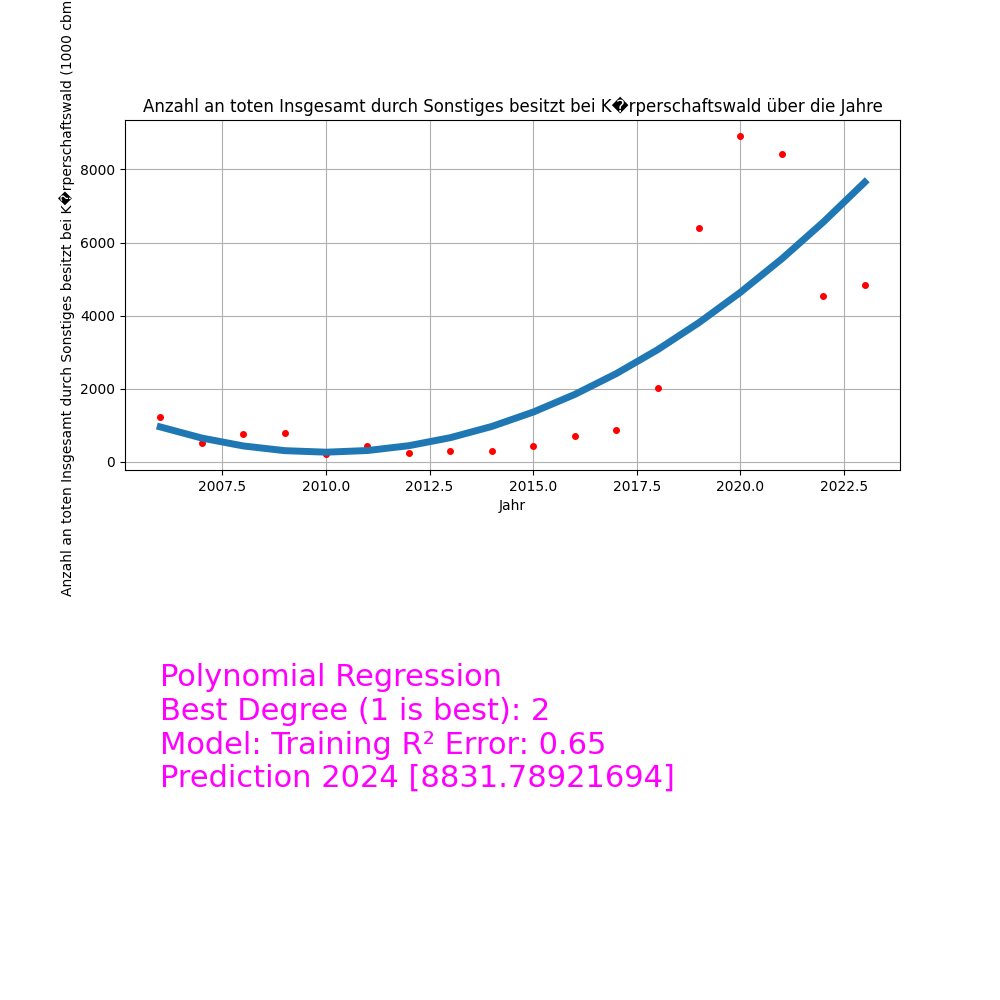 Anzahl an toten Insgesamt durch Sonstiges besitzt bei K�rperschaftswald über die Jahre
Anzahl an toten Insgesamt durch Sonstiges besitzt bei K�rperschaftswald (1000 cbm
8000
6000
4000
2000
0
2007.5 2010.0 2012.5 2015.0 2017.5 2020.0 2022.5
Jahr
Polynomial Regression
Best Degree (1 is best): 2
Model: Training R² Error: 0.65
Prediction 2024 [8831.78921694]